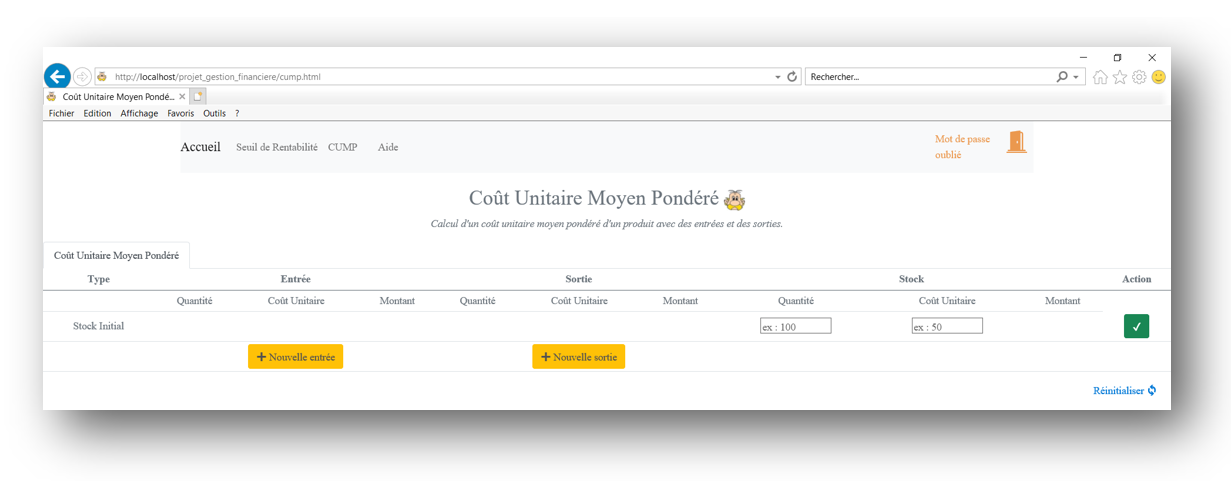 http://localhost/projet_gestion_financiere/cump.html
Rechercher...
Coût Unitaire Moyen Pondé...
Fichier Edition Affichage Favoris Outils ?
Accueil Seuil de Rentabilité CUMP Aide
Mot de passe
oublié
Coût Unitaire Moyen Pondéré
Calcul d'un coût unitaire moyen pondéré d'un produit avec des entrées et des sorties.
Coût Unitaire Moyen Pondéré
Type Entrée Sortie Stock Action
Quantité Coût Unitaire Montant Quantité Coût Unitaire Montant Quantité Coût Unitaire Montant
Stock Initial ex : 100 ex : 50
Nouvelle entrée Nouvelle sortie
Réinitialiser